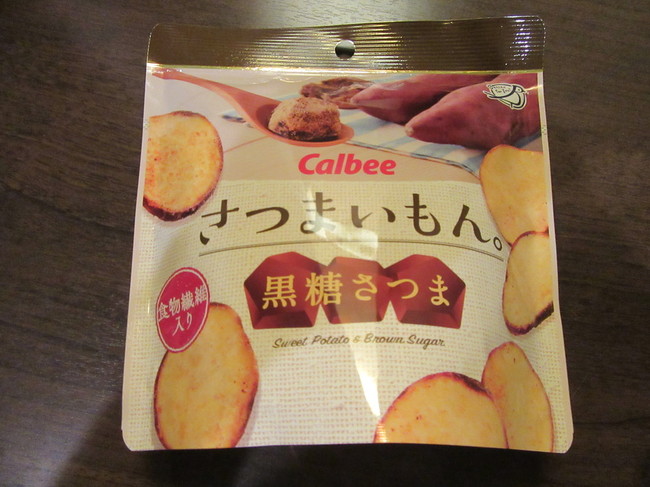 Calbee
さつまいもん。
黒糖さつま
Sweet Potato & Brown Sugar
食物繊維
入り